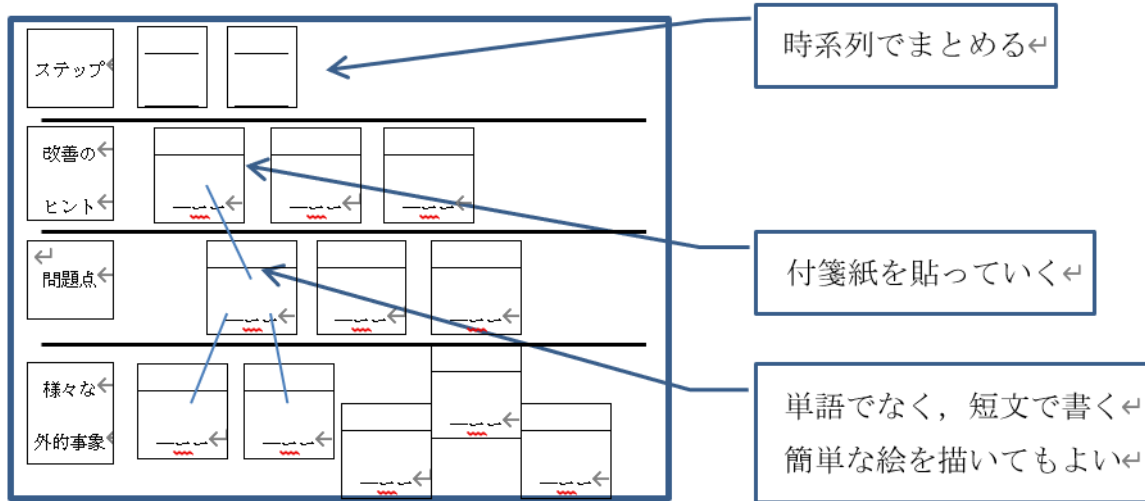 ステップ
改善の
ヒント
問題点
様々な
外的事象
時系列でまとめる
付箋紙を貼っていく
単語でなく，短文で書く
簡単な絵を描いてもよい